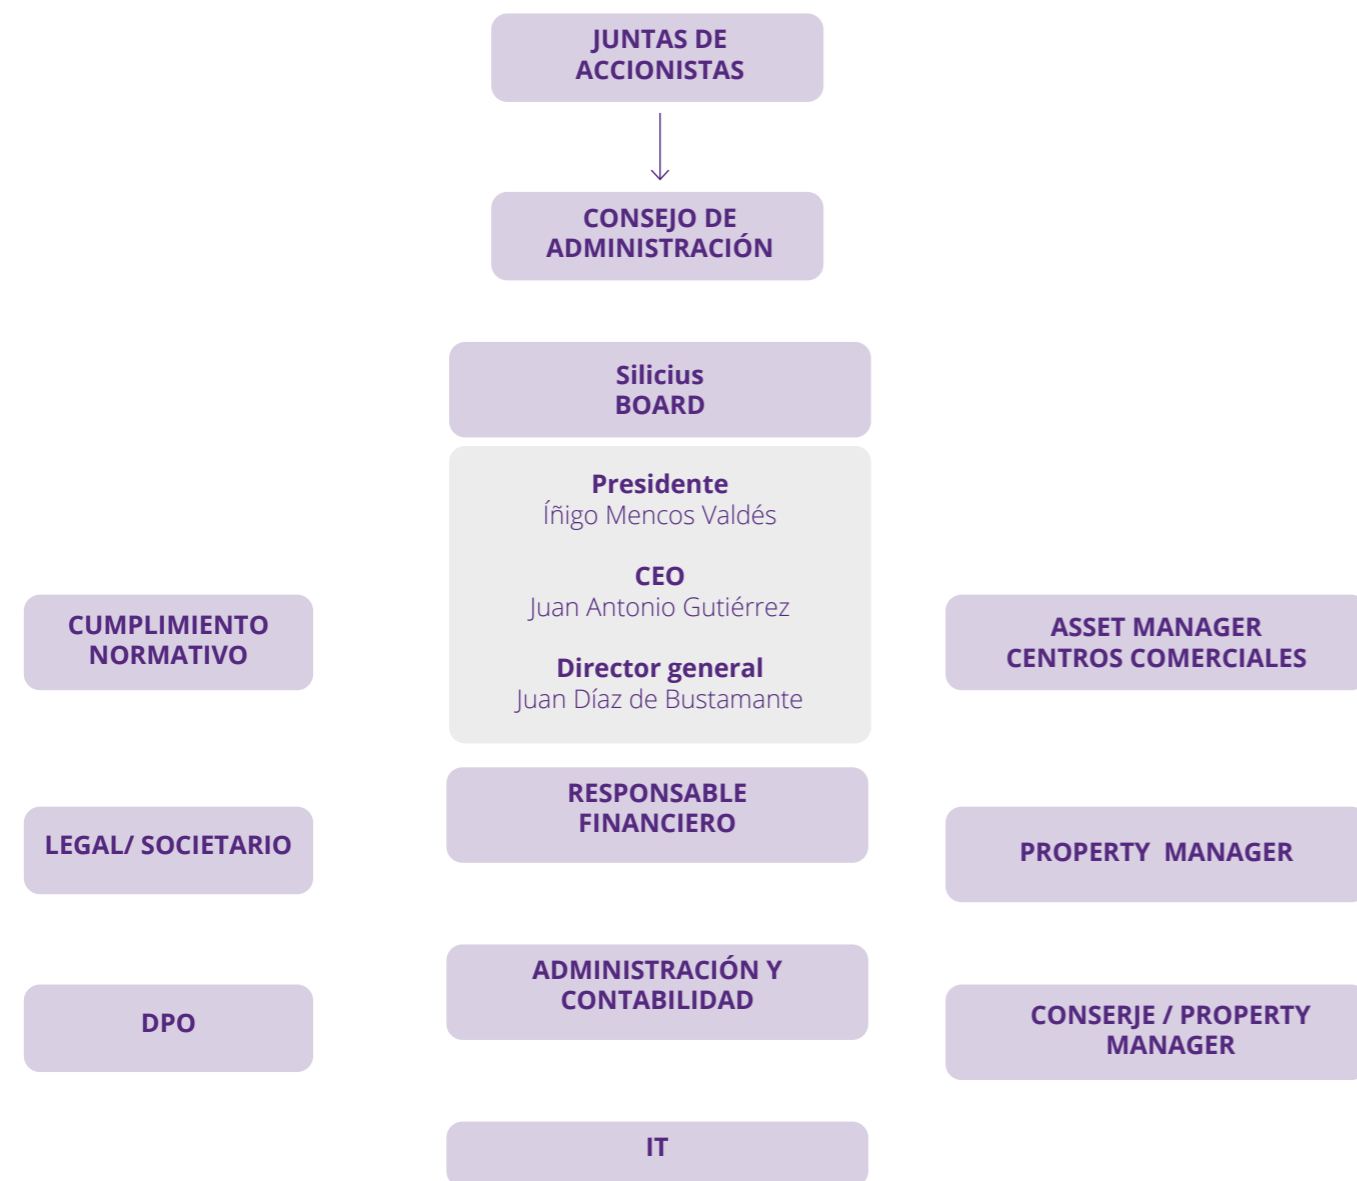 JUNTAS DE
ACCIONISTAS
CONSEJO DE
ADMINISTRACIÓN
Silicius
BOARD
Presidente
Íñigo Mencos Valdés
CEO
Juan Antonio Gutiérrez
Director general
Juan Díaz de Bustamante
CUMPLIMIENTO
NORMATIVO
ASSET MANAGER
CENTROS COMERCIALES
RESPONSABLE
FINANCIERO
LEGAL/ SOCIETARIO
PROPERTY  MANAGER
ADMINISTRACIÓN Y
CONTABILIDAD
DPO
CONSERJE / PROPERTY
MANAGER
IT